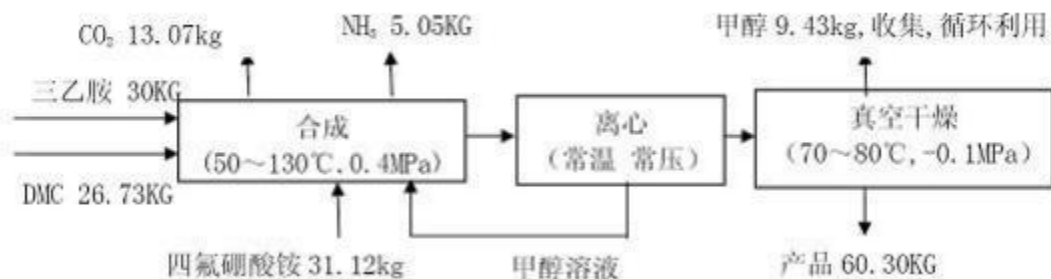 CO₂ 13.07kg
NH₃ 5.05KG
甲醇 9.43kg,收集,循环利用
三乙胺 30KG
合成
(50～130℃,0.4MPa)
离心
(常温 常压)
真空干燥
(70～80℃,-0.1MPa)
DMC 26.73KG
四氟硼酸铵 31.12kg
甲醇溶液
产品 60.30KG